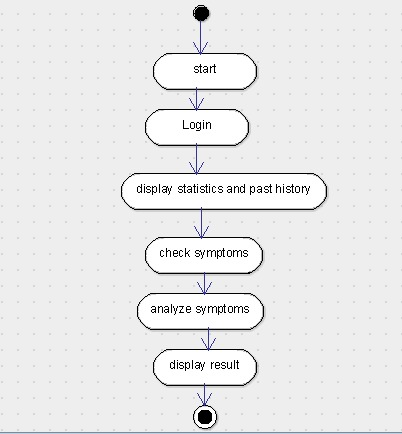 start
Login
display statistics and past history
check symptoms
analyze symptoms
display result